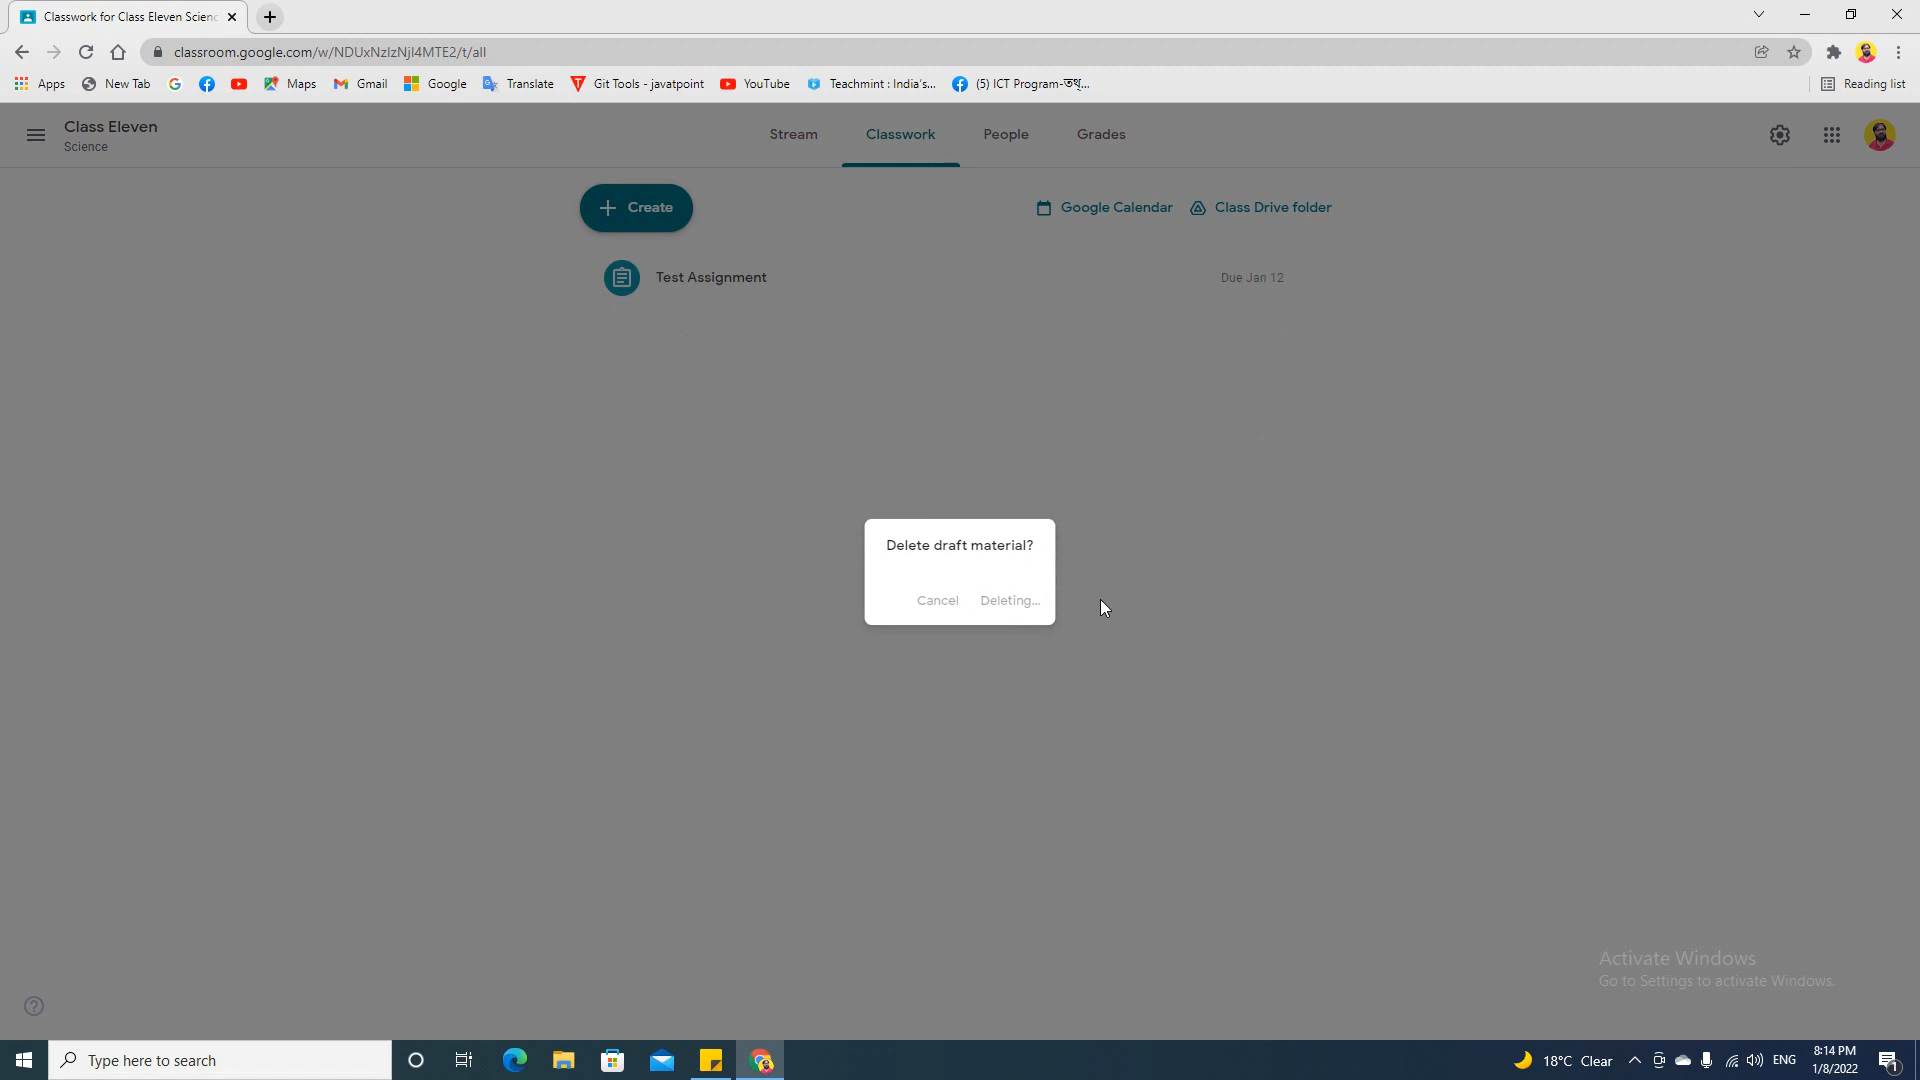 Classwork for Class Eleven Scienc
classroom.google.com/w/NDUxNzIzNjI4MTE2/t/all
Apps New Tab Maps Gmail Google Translate Git Tools - javatpoint YouTube Teachmint : India's... (5) ICT Program-তথ্... Reading list
Class Eleven
Science
Stream Classwork People Grades
Create Google Calendar Class Drive folder
Test Assignment Due Jan 12
Delete draft material?
Cancel Deleting...
Activate Windows
Go to Settings to activate Windows.
Type here to search
18°C Clear ENG
8:14 PM
1/8/2022
1